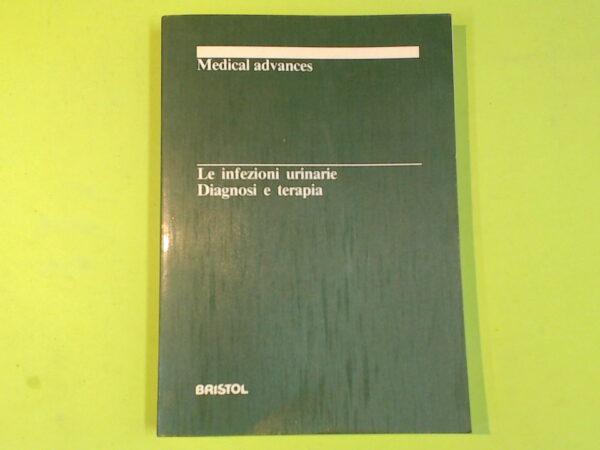 Medical advances
Le infezioni urinarie
Diagnosi e terapia
BRISTOL